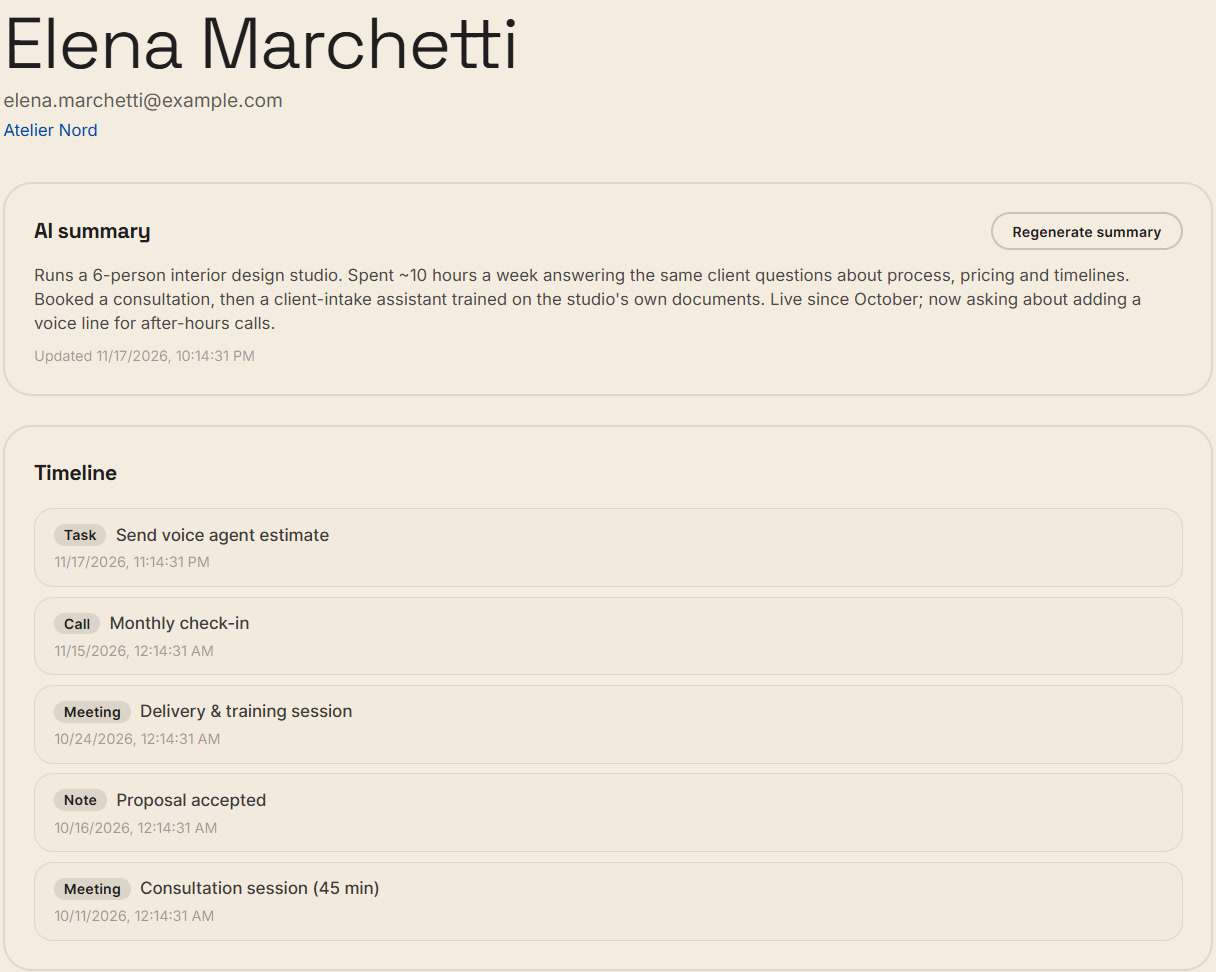 Elena Marchetti
elena.marchetti@example.com
Atelier Nord
AI summary
Regenerate summary
Runs a 6-person interior design studio. Spent ~10 hours a week answering the same client questions about process, pricing and timelines.
Booked a consultation, then a client-intake assistant trained on the studio's own documents. Live since October; now asking about adding a
voice line for after-hours calls.
Updated 11/17/2026, 10:14:31 PM
Timeline
Task Send voice agent estimate
11/17/2026, 11:14:31 PM
Call Monthly check-in
11/15/2026, 12:14:31 AM
Meeting Delivery & training session
10/24/2026, 12:14:31 AM
Note Proposal accepted
10/16/2026, 12:14:31 AM
Meeting Consultation session (45 min)
10/11/2026, 12:14:31 AM